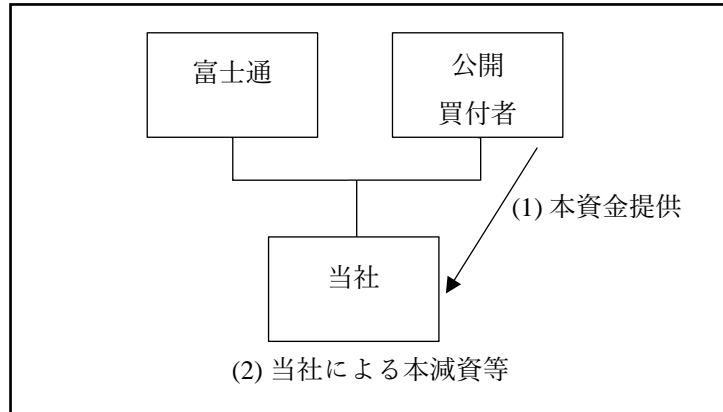 富士通
公開
買付者
(1) 本資金提供
当社
(2) 当社による本減資等